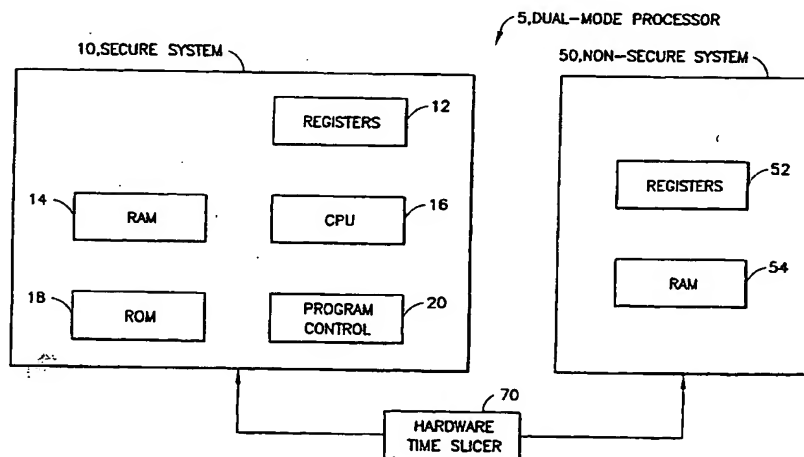 5,DUAL-MODE PROCESSOR
10,SECURE SYSTEM
50,NON-SECURE SYSTEM
12
REGISTERS
52
REGISTERS
14
RAM
16
CPU
54
RAM
18
ROM
20
PROGRAM
CONTROL
70
HARDWARE
TIME SLICER